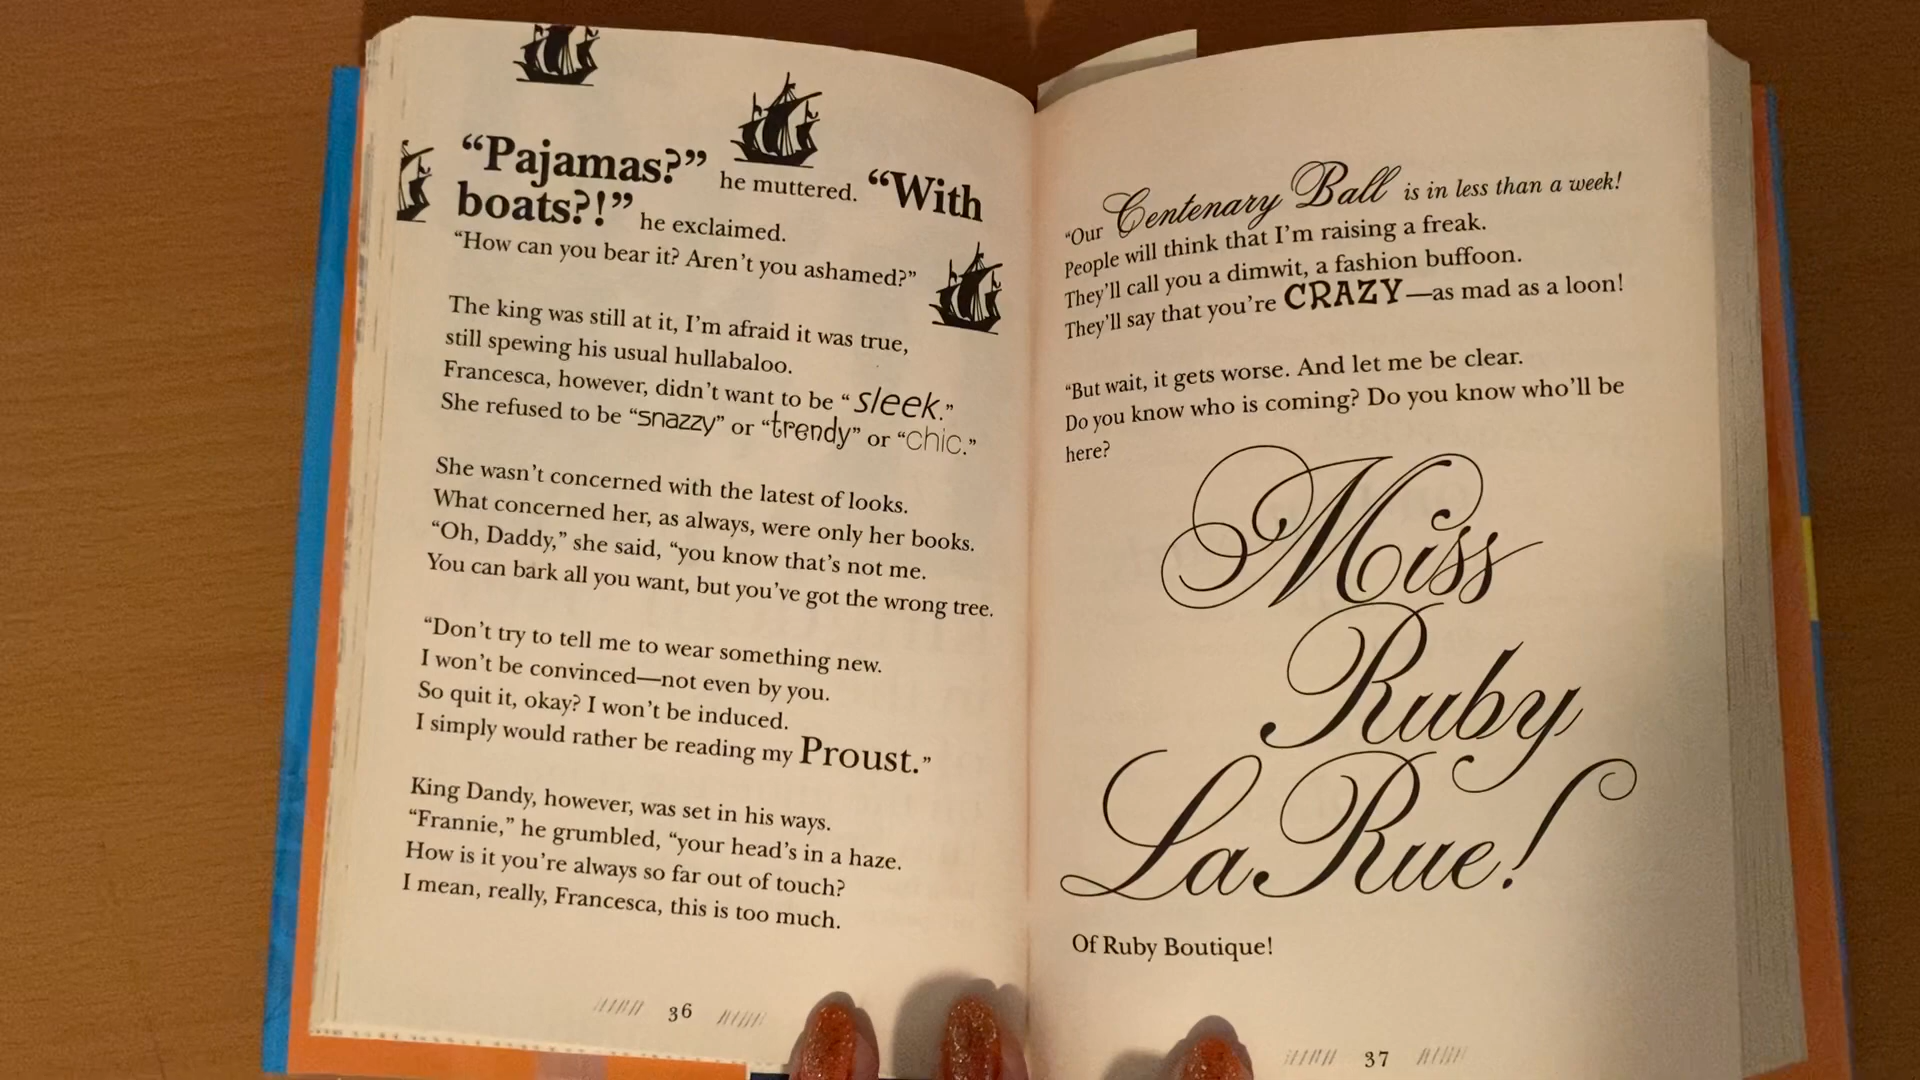 “Pajamas?” he muttered. “With
boats?!” he exclaimed.
“How can you bear it? Aren’t you ashamed?”
The king was still at it, I’m afraid it was true,
still spewing his usual hullabaloo.
Francesca, however, didn’t want to be “sleek.”
She refused to be “snazzy” or “trendy” or “chic.”
She wasn’t concerned with the latest of looks.
What concerned her, as always, were only her books.
“Oh, Daddy,” she said, “you know that’s not me.
You can bark all you want, but you’ve got the wrong tree.
“Don’t try to tell me to wear something new.
I won’t be convinced—not even by you.
So quit it, okay? I won’t be induced.
I simply would rather be reading my Proust.”
King Dandy, however, was set in his ways.
“Frannie,” he grumbled, “your head’s in a haze.
How is it you’re always so far out of touch?
I mean, really, Francesca, this is too much.
36
“Our Centenary Ball is in less than a week!
People will think that I’m raising a freak.
They’ll call you a dimwit, a fashion buffoon.
They’ll say that you’re CRAZY—as mad as a loon!
“But wait, it gets worse. And let me be clear.
Do you know who is coming? Do you know who’ll be
here?
Miss
Ruby
LaRue!
Of Ruby Boutique!
37